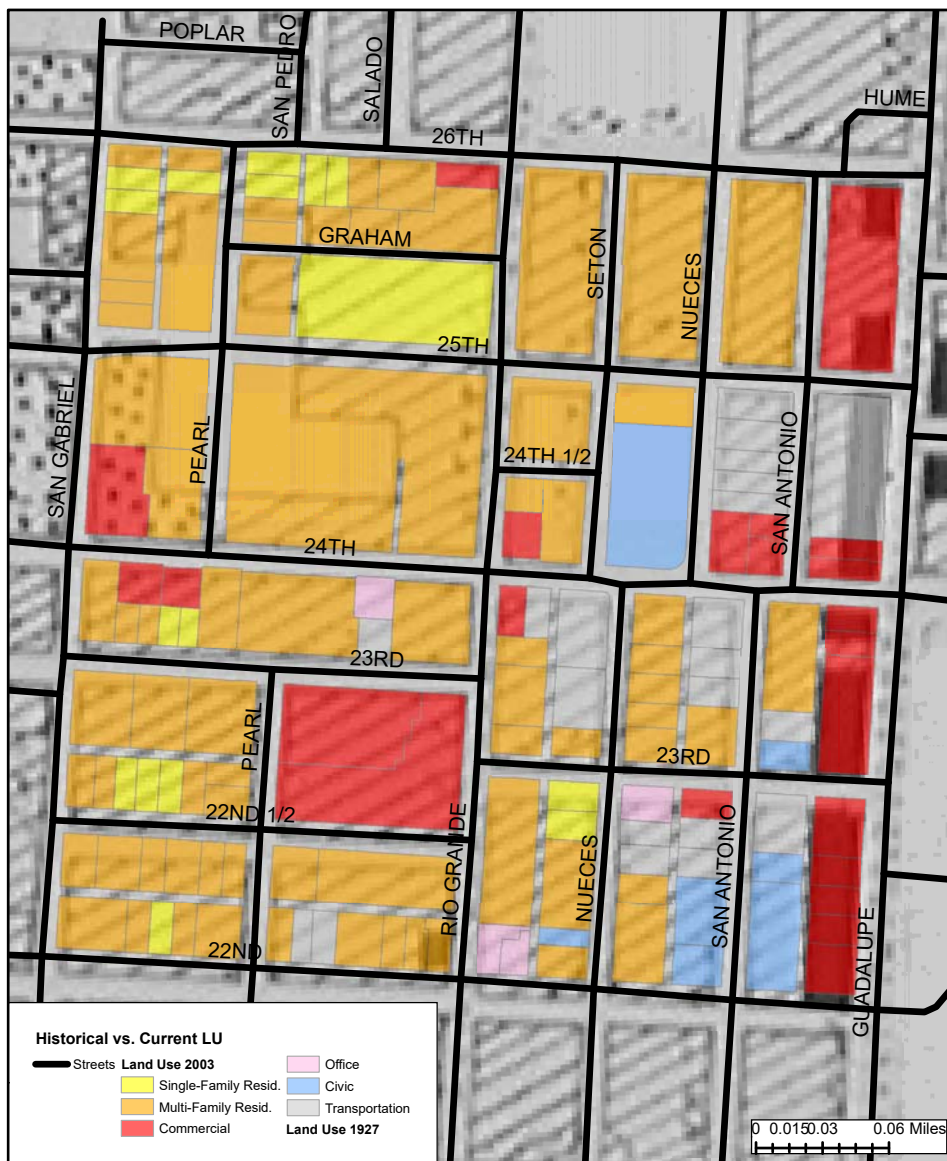 POPLAR
SAN PEDRO
SALADO
HUME
26TH
GRAHAM
SETON
NUECES
25TH
SAN GABRIEL
PEARL
24TH 1/2
SAN ANTONIO
24TH
23RD
PEARL
23RD
22ND 1/2
RIO GRANDE
NUECES
SAN ANTONIO
22ND
GUADALUPE
Historical vs. Current LU
Streets
Land Use 2003
Single-Family Resid.
Multi-Family Resid.
Commercial
Office
Civic
Transportation
Land Use 1927
0 0.015 0.03 0.06 Miles